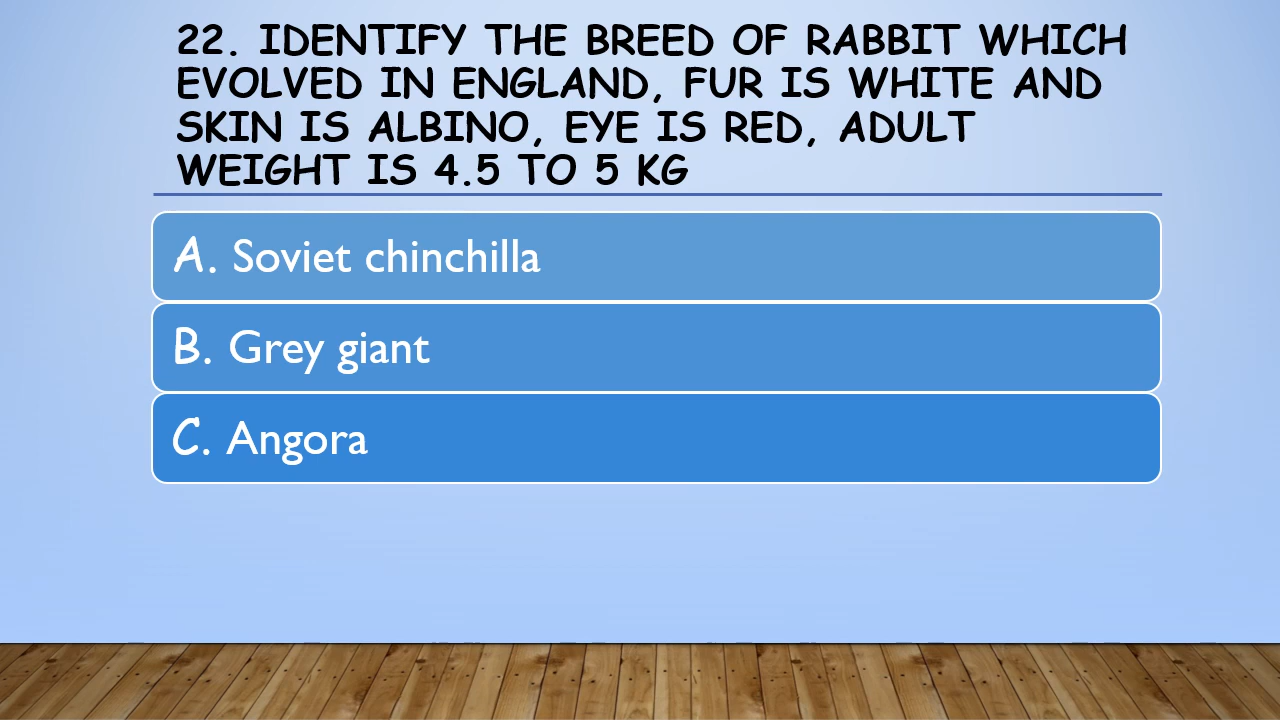 22. IDENTIFY THE BREED OF RABBIT WHICH
EVOLVED IN ENGLAND, FUR IS WHITE AND
SKIN IS ALBINO, EYE IS RED, ADULT
WEIGHT IS 4.5 TO 5 KG
A. Soviet chinchilla
B. Grey giant
C. Angora